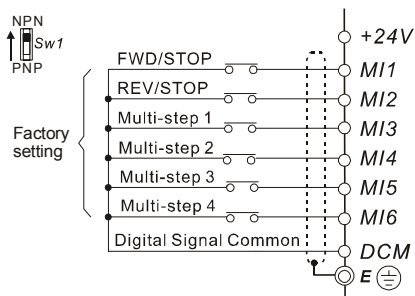 NPN
Sw1
PNP
+24V
FWD/STOP
MI1
REV/STOP
MI2
Multi-step 1
MI3
Factory
setting
Multi-step 2
MI4
Multi-step 3
MI5
Multi-step 4
MI6
Digital Signal Common
DCM
E